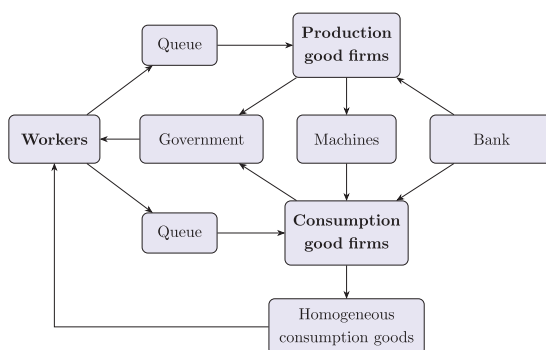 Queue
Production
good firms
Workers
Government
Machines
Bank
Queue
Consumption
good firms
Homogeneous
consumption goods